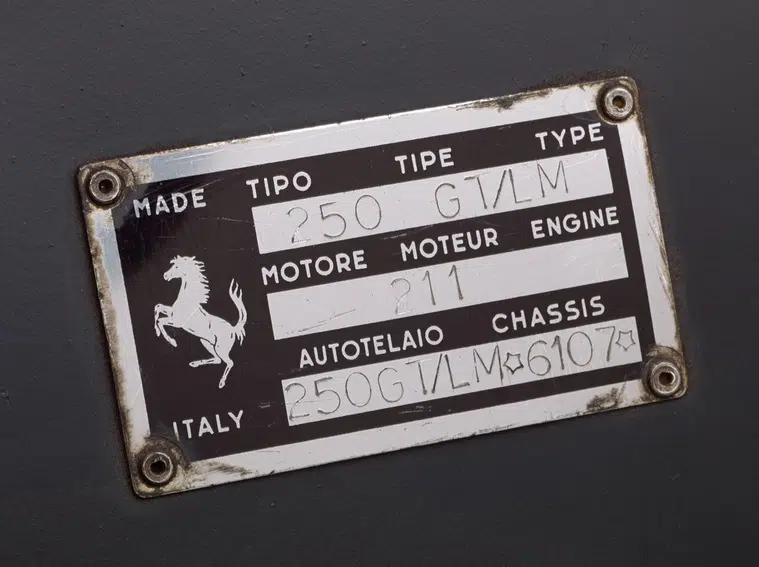 MADE TIPO TIPE TYPE
250 GT/LM
MOTORE MOTEUR ENGINE
211
AUTOTELAIO CHASSIS
250GT/LM☆6107☆
ITALY